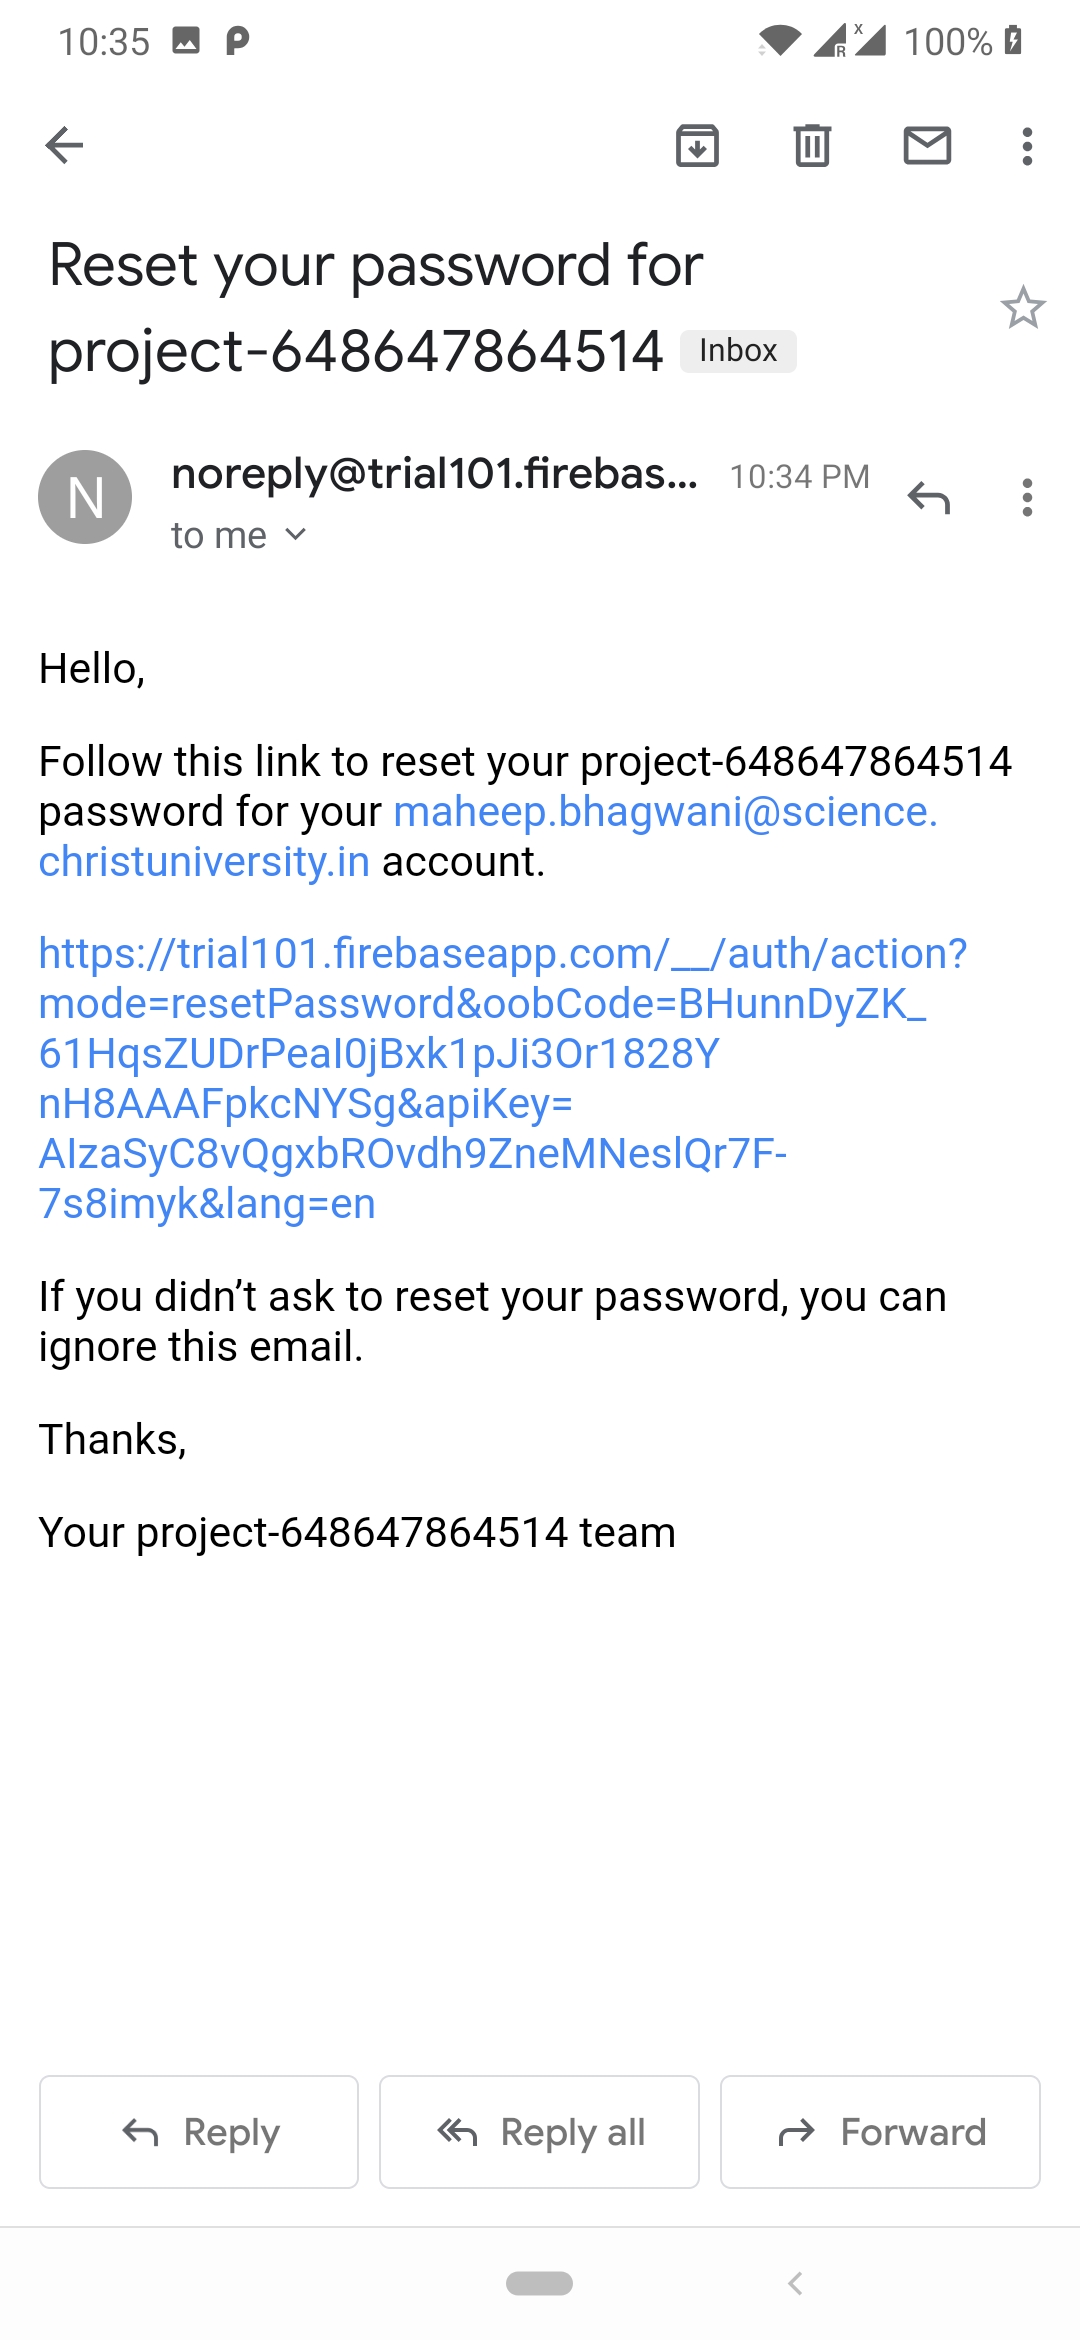 10:35
R x 100%
Reset your password for
project-648647864514 Inbox
N
noreply@trial101.firebas... 10:34 PM
to me
Hello,
Follow this link to reset your project-648647864514
password for your maheep.bhagwani@science.
christuniversity.in account.
https://trial101.firebaseapp.com/__/auth/action?
mode=resetPassword&oobCode=BHunnDyZK_
61HqsZUDrPeaI0jBxk1pJi3Or1828Y
nH8AAAFpkcNYSg&apiKey=
AIzaSyC8vQgxbROvdh9ZneMNeslQr7F-
7s8imyk&lang=en
If you didn’t ask to reset your password, you can
ignore this email.
Thanks,
Your project-648647864514 team
Reply Reply all Forward